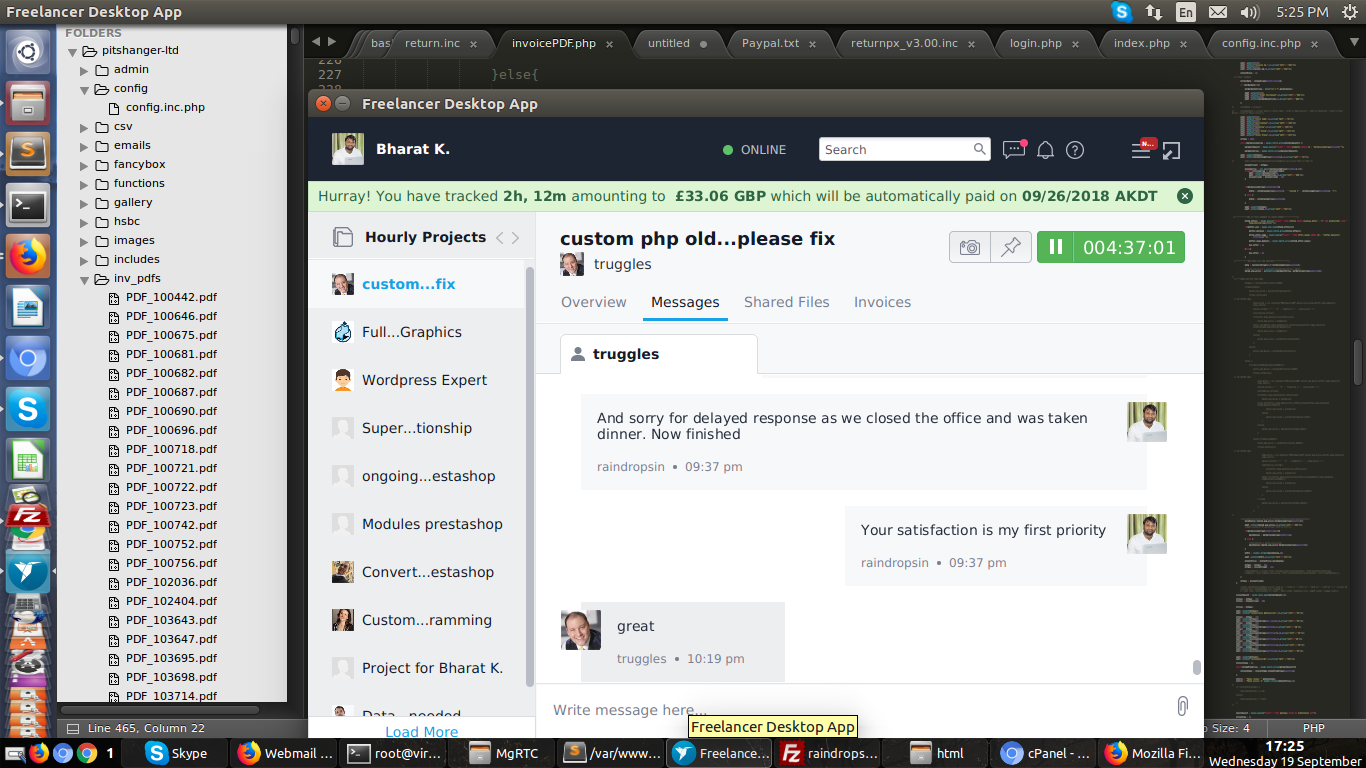 Freelancer Desktop App
En
5:25 PM
FOLDERS
pitshanger-ltd
admin
config
config.inc.php
csv
emails
fancybox
functions
gallery
hsbc
images
includes
inv_pdfs
PDF_100442.pdf
PDF_100646.pdf
PDF_100675.pdf
PDF_100681.pdf
PDF_100682.pdf
PDF_100687.pdf
PDF_100690.pdf
PDF_100696.pdf
PDF_100718.pdf
PDF_100721.pdf
PDF_100722.pdf
PDF_100723.pdf
PDF_100742.pdf
PDF_100752.pdf
PDF_100756.pdf
PDF_102036.pdf
PDF_102404.pdf
PDF_103643.pdf
PDF_103647.pdf
PDF_103695.pdf
PDF_103698.pdf
PDF_103714.pdf
bas return.inc invoicePDF.php untitled Paypal.txt returnpx_v3.00.inc login.php index.php config.inc.php
226
227 }else{
228
Freelancer Desktop App
Bharat K.
ONLINE
Search
N...
Hurray! You have tracked 2h, 12m amounting to £33.06 GBP which will be automatically paid on 09/26/2018 AKDT
Hourly Projects
custom...fix
Full...Graphics
Wordpress Expert
Super...tionship
ongoing...estashop
Modules prestashop
Convert...estashop
Custom...ramming
Project for Bharat K.
Data...needed
Load More
custom php old...please fix
truggles
004:37:01
Overview Messages Shared Files Invoices
truggles
And sorry for delayed response as we closed the office and was taken
dinner. Now finished
raindropsin • 09:37 pm
Your satisfaction is my first priority
raindropsin • 09:37 pm
great
truggles • 10:19 pm
Write message here...
Freelancer Desktop App
Line 465, Column 22
Size: 4 PHP
1 Skype Webmail ... root@vir... MgRTC /var/www... Freelance... raindrops... html cPanel - ... Mozilla Fi...
17:25
Wednesday 19 September